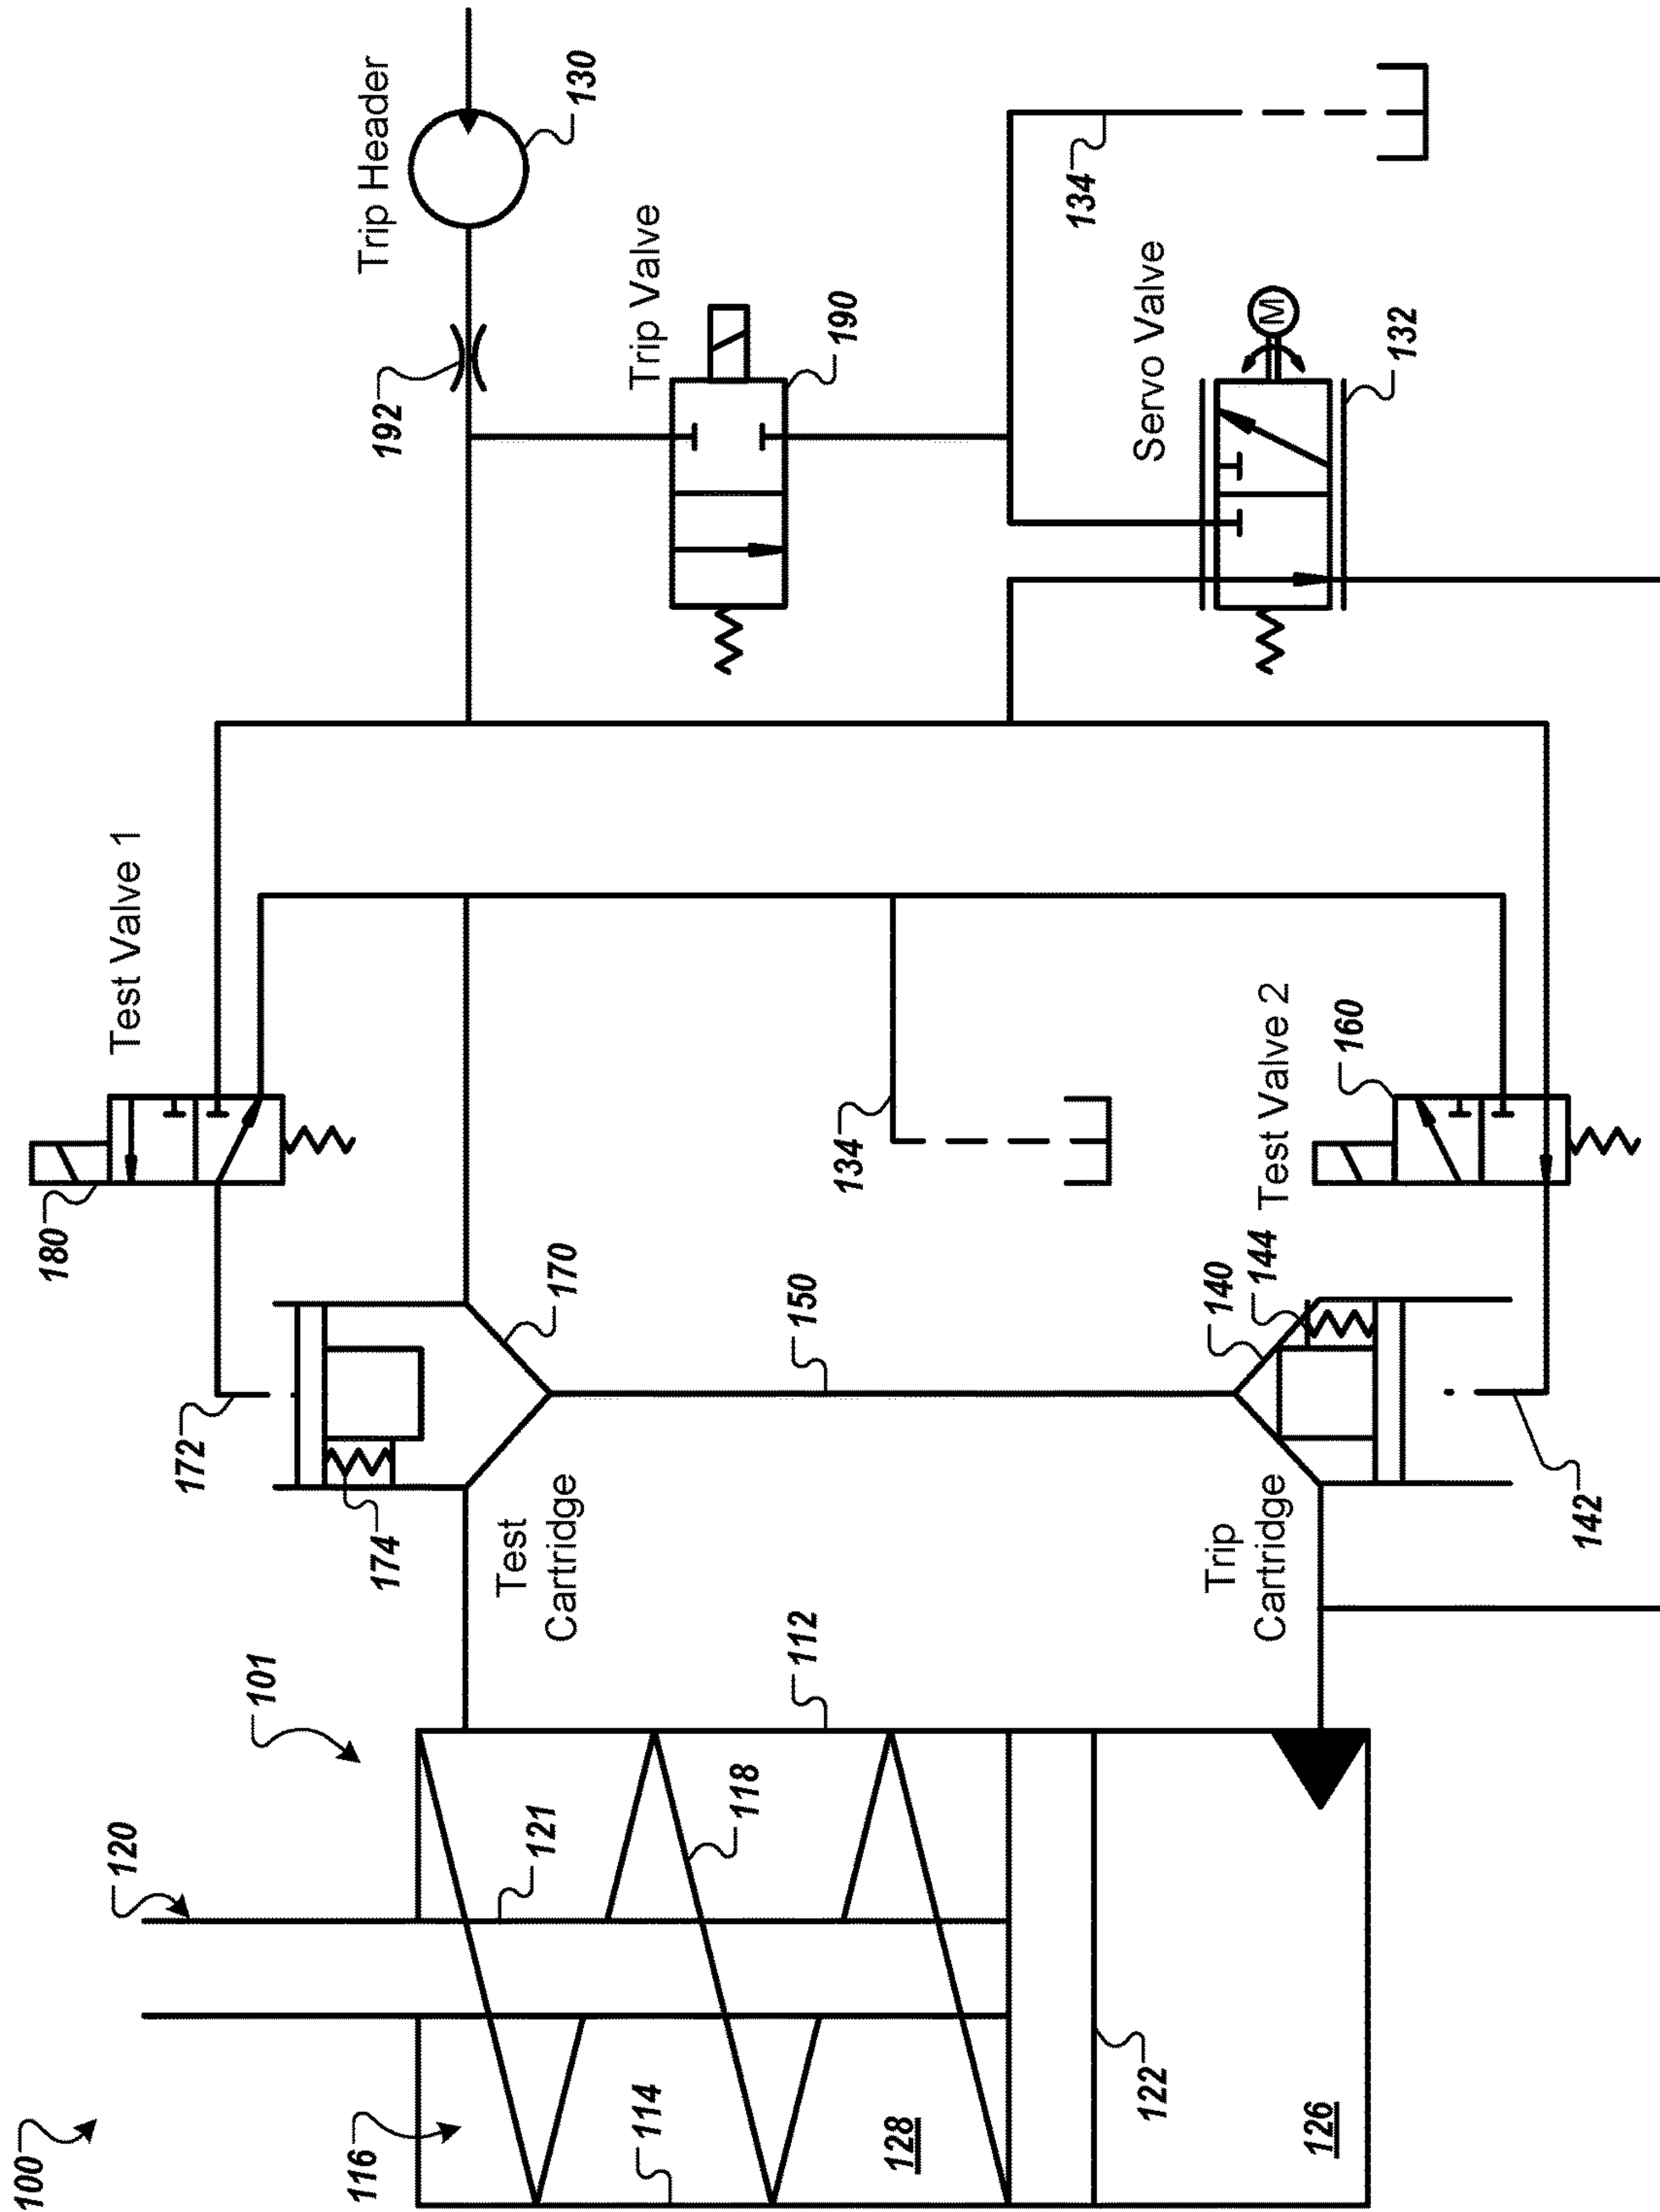 100
120
101
116
114
128
121
118
122
126
112
Test
Cartridge
Trip
Cartridge
172
174
170
150
140
144
142
180
Test Valve 1
134
Test Valve 2
160
192
Trip Header
130
Trip Valve
190
Servo Valve
M
132
134